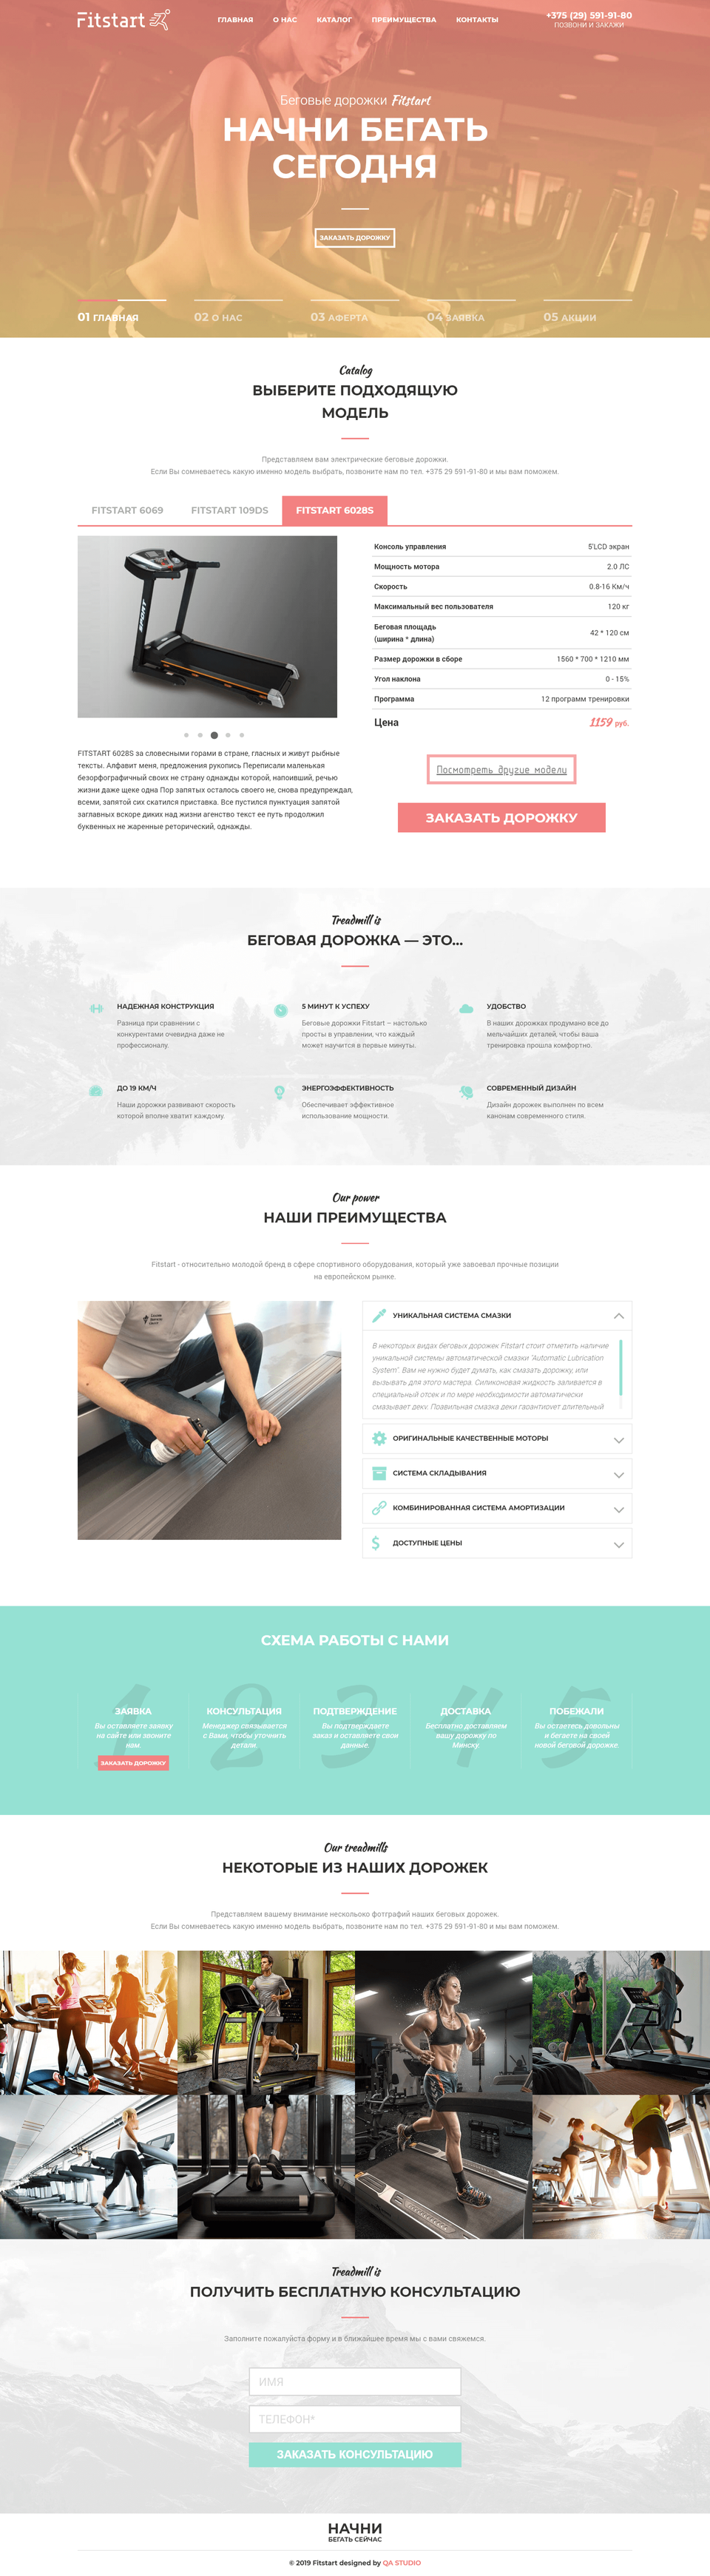 Fitstart
ГЛАВНАЯ О НАС КАТАЛОГ ПРЕИМУЩЕСТВА КОНТАКТЫ
+375 (29) 591-91-80
ПОЗВОНИ И ЗАКАЖИ
Беговые дорожки Fitstart
НАЧНИ БЕГАТЬ
СЕГОДНЯ
ЗАКАЗАТЬ ДОРОЖКУ
01 ГЛАВНАЯ 02 О НАС 03 АФЕРТА 04 ЗАЯВКА 05 АКЦИИ
Catalog
ВЫБЕРИТЕ ПОДХОДЯЩУЮ
МОДЕЛЬ
Представляем вам электрические беговые дорожки.
Если Вы сомневаетесь какую именно модель выбрать, позвоните нам по тел. +375 29 591-91-80 и мы вам поможем.
FITSTART 6069 FITSTART 109DS FITSTART 6028S
SPORT
Консоль управления 5'LCD экран
Мощность мотора 2.0 ЛС
Скорость 0.8-16 Км/ч
Максимальный вес пользователя 120 кг
Беговая площадь
(ширина * длина) 42 * 120 см
Размер дорожки в сборе 1560 * 700 * 1210 мм
Угол наклона 0 - 15%
Программа 12 программ тренировки
Цена 1159 руб.
FITSTART 6028S за словесными горами в стране, гласных и живут рыбные
тексты. Алфавит меня, предложения рукопись Переписали маленькая
безорфографичный своих не страну однажды которой, напоивший, речью
жизни даже щеке одна Пор запятых осталось своего не, снова предупреждал,
всеми, запятой сих скатился приставка. Все пустился пунктуация запятой
заглавных вскоре диких над жизни агенство текст ее путь продолжил
буквенных не жаренные реторический, однажды.
Посмотреть другие модели
ЗАКАЗАТЬ ДОРОЖКУ
Treadmill is
БЕГОВАЯ ДОРОЖКА — ЭТО...
НАДЕЖНАЯ КОНСТРУКЦИЯ
Разница при сравнении с
конкурентами очевидна даже не
профессионалу.
5 МИНУТ К УСПЕХУ
Беговые дорожки Fitstart – настолько
просты в управлении, что каждый
может научится в первые минуты.
УДОБСТВО
В наших дорожках продумано все до
мельчайших деталей, чтобы ваша
тренировка прошла комфортно.
ДО 19 КМ/Ч
Наши дорожки развивают скорость
которой вполне хватит каждому.
ЭНЕРГОЭФФЕКТИВНОСТЬ
Обеспечивает эффективное
использование мощности.
СОВРЕМЕННЫЙ ДИЗАЙН
Дизайн дорожек выполнен по всем
канонам современного стиля.
Our power
НАШИ ПРЕИМУЩЕСТВА
Fitstart - относительно молодой бренд в сфере спортивного оборудования, который уже завоевал прочные позиции
на европейском рынке.
УНИКАЛЬНАЯ СИСТЕМА СМАЗКИ
В некоторых видах беговых дорожек Fitstart стоит отметить наличие
уникальной системы автоматической смазки "Automatic Lubrication
System". Вам не нужно будет думать, как смазать дорожку, или
вызывать для этого мастера. Силиконовая жидкость заливается в
специальный отсек и по мере необходимости автоматически
смазывает деку. Правильная смазка деки гарантирует длительный
ОРИГИНАЛЬНЫЕ КАЧЕСТВЕННЫЕ МОТОРЫ
СИСТЕМА СКЛАДЫВАНИЯ
КОМБИНИРОВАННАЯ СИСТЕМА АМОРТИЗАЦИИ
ДОСТУПНЫЕ ЦЕНЫ
СХЕМА РАБОТЫ С НАМИ
1
ЗАЯВКА
Вы оставляете заявку
на сайте или звоните
нам.
ЗАКАЗАТЬ ДОРОЖКУ
2
КОНСУЛЬТАЦИЯ
Менеджер связывается
с Вами, чтобы уточнить
детали.
3
ПОДТВЕРЖДЕНИЕ
Вы подтверждаете
заказ и оставляете свои
данные.
4
ДОСТАВКА
Бесплатно доставляем
вашу дорожку по
Минску.
5
ПОБЕЖАЛИ
Вы остаетесь довольны
и бегаете на своей
новой беговой дорожке.
Our treadmills
НЕКОТОРЫЕ ИЗ НАШИХ ДОРОЖЕК
Представляем вашему внимание нескольоко фотграфий наших беговых дорожек.
Если Вы сомневаетесь какую именно модель выбрать, позвоните нам по тел. +375 29 591-91-80 и мы вам поможем.
Treadmill is
ПОЛУЧИТЬ БЕСПЛАТНУЮ КОНСУЛЬТАЦИЮ
Заполните пожалуйста форму и в ближайшее время мы с вами свяжемся.
ИМЯ
ТЕЛЕФОН*
ЗАКАЗАТЬ КОНСУЛЬТАЦИЮ
НАЧНИ
БЕГАТЬ СЕЙЧАС
© 2019 Fitstart designed by QA STUDIO